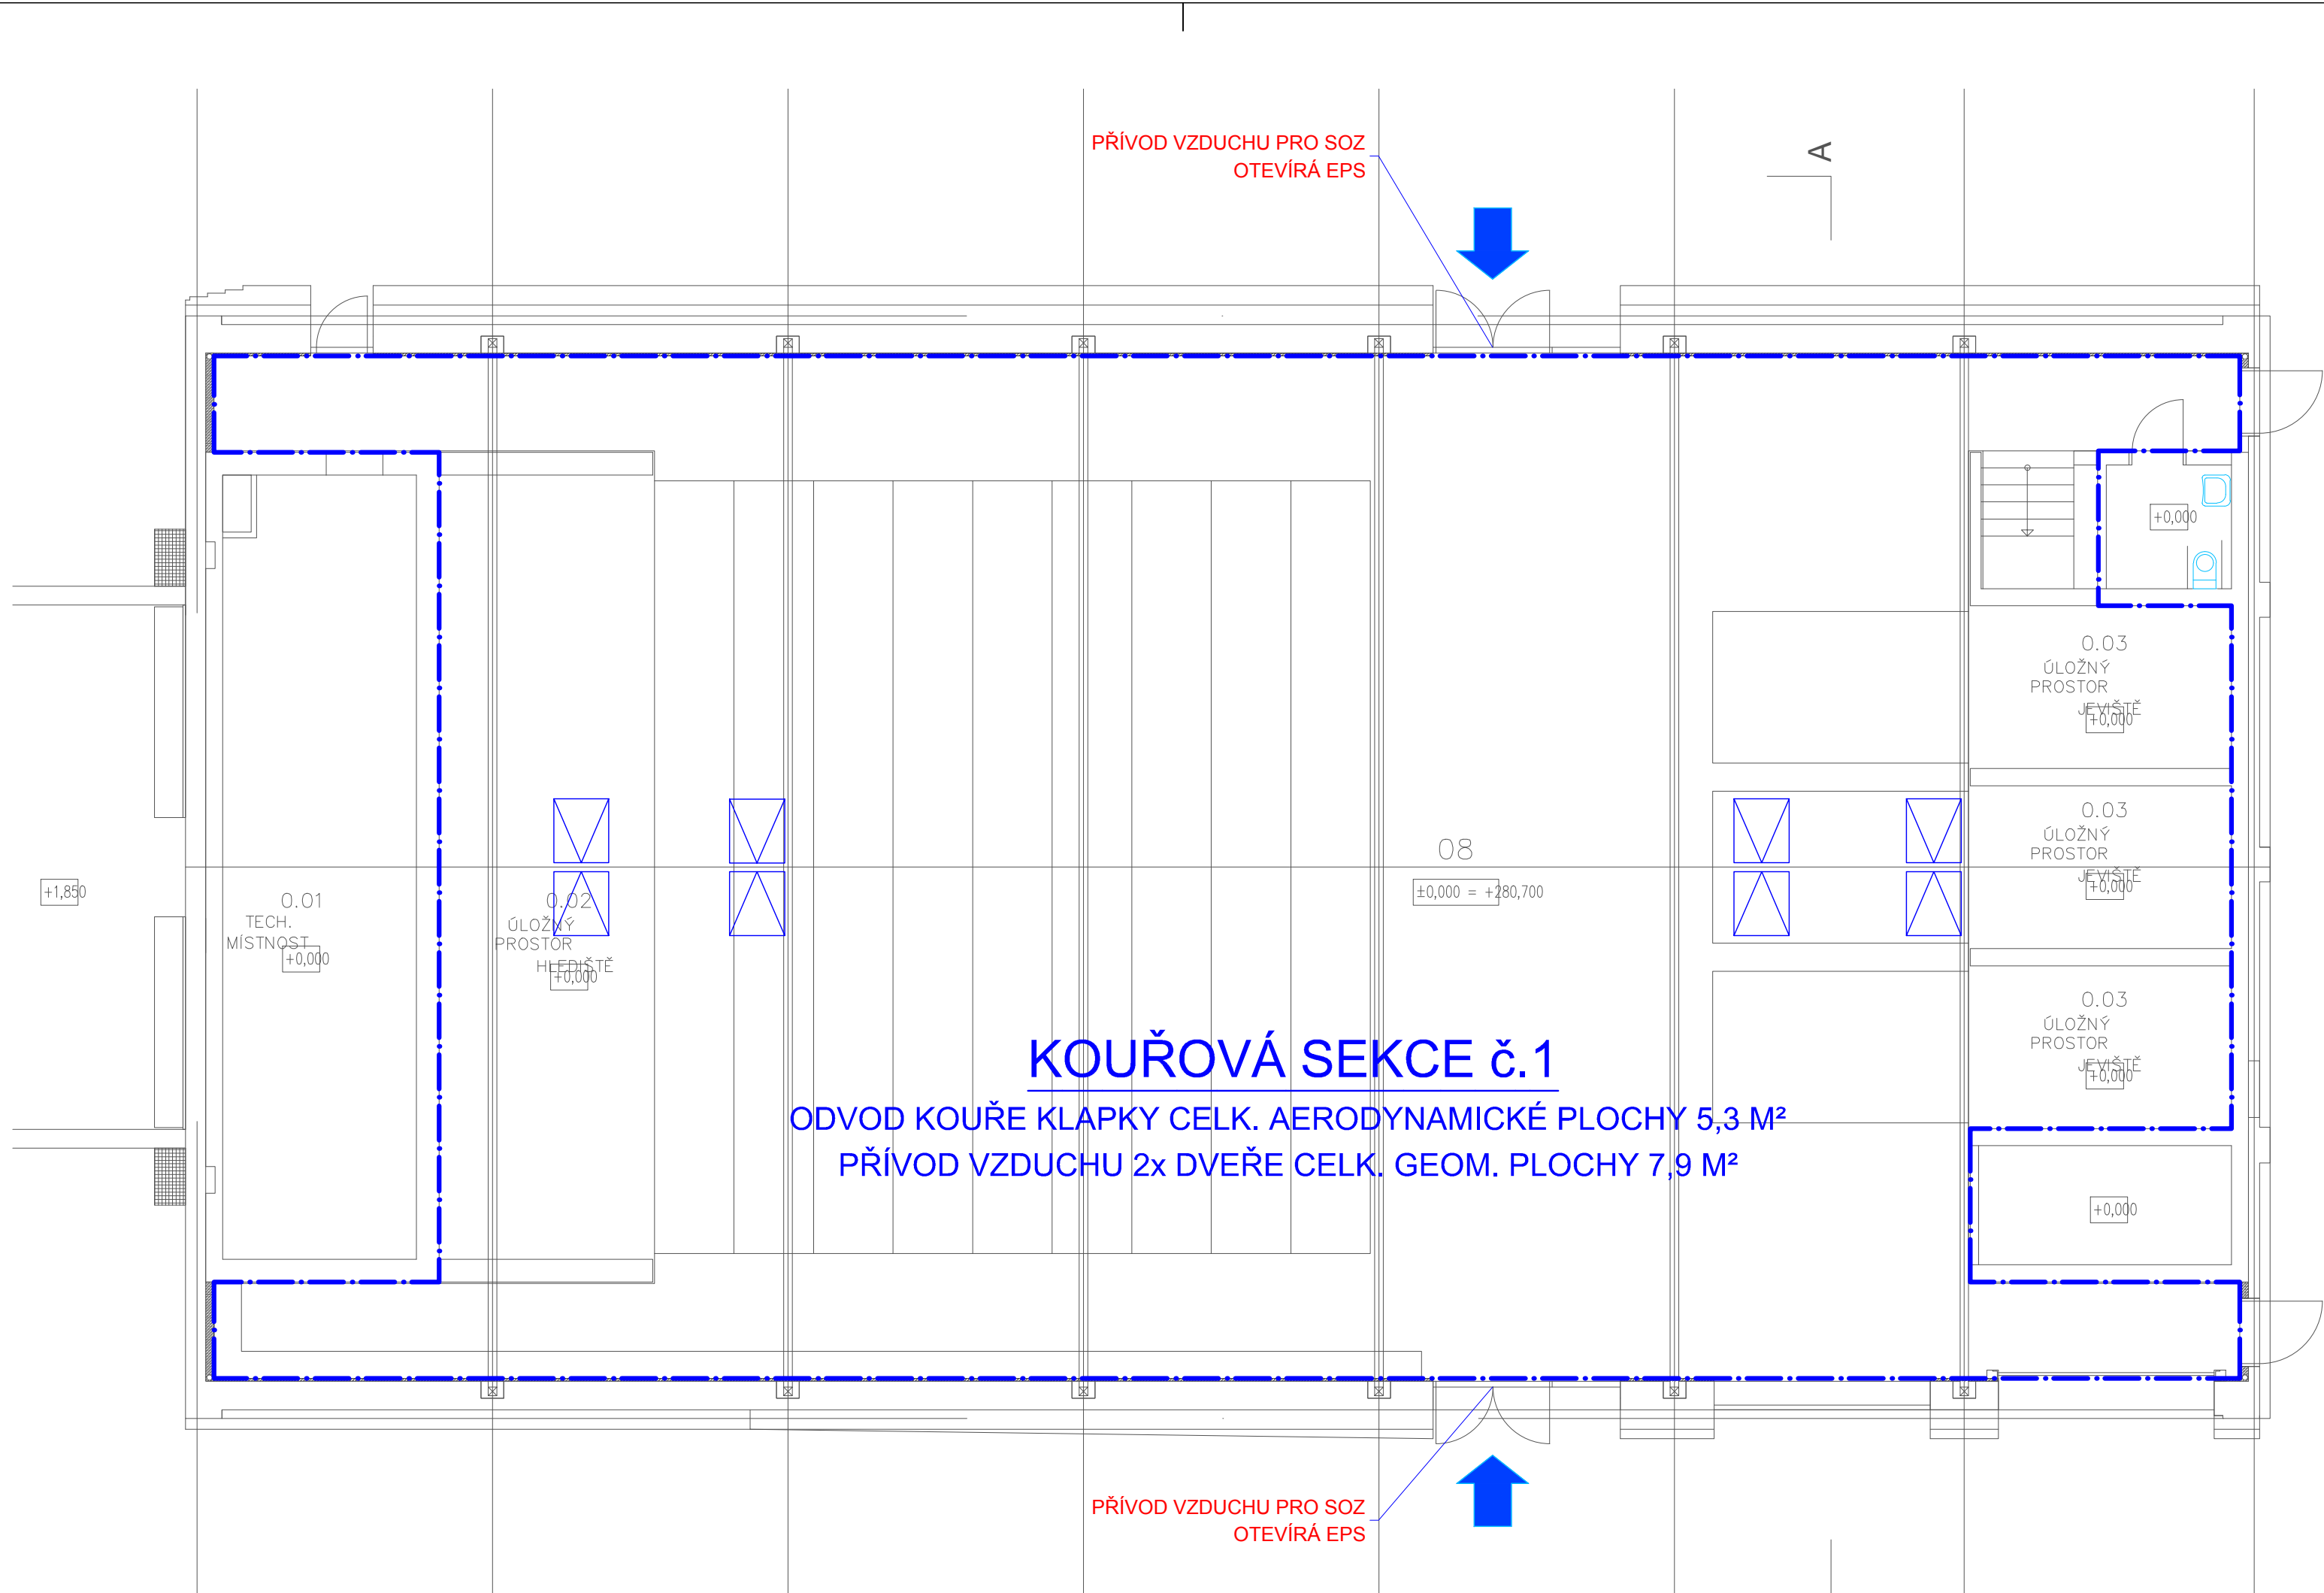 PŘÍVOD VZDUCHU PRO SOZ
OTEVÍRÁ EPS
A
+0,000
0.03
ÚLOŽNÝ
PROSTOR
JEVIŠTĚ
+0,000
0.03
ÚLOŽNÝ
PROSTOR
JEVIŠTĚ
+0,000
08
±0,000 = +280,700
+1,850
0.01
TECH.
MÍSTNOST
+0,000
0.02
ÚLOŽNÝ
PROSTOR
HLEDIŠTĚ
+0,000
0.03
ÚLOŽNÝ
PROSTOR
JEVIŠTĚ
+0,000
KOUŘOVÁ SEKCE č.1
ODVOD KOUŘE KLAPKY CELK. AERODYNAMICKÉ PLOCHY 5,3 M²
PŘÍVOD VZDUCHU 2x DVEŘE CELK. GEOM. PLOCHY 7,9 M²
+0,000
PŘÍVOD VZDUCHU PRO SOZ
OTEVÍRÁ EPS